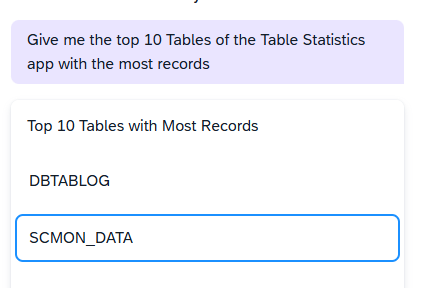 Give me the top 10 Tables of the Table Statistics
app with the most records
Top 10 Tables with Most Records
DBTABLOG
SCMON_DATA